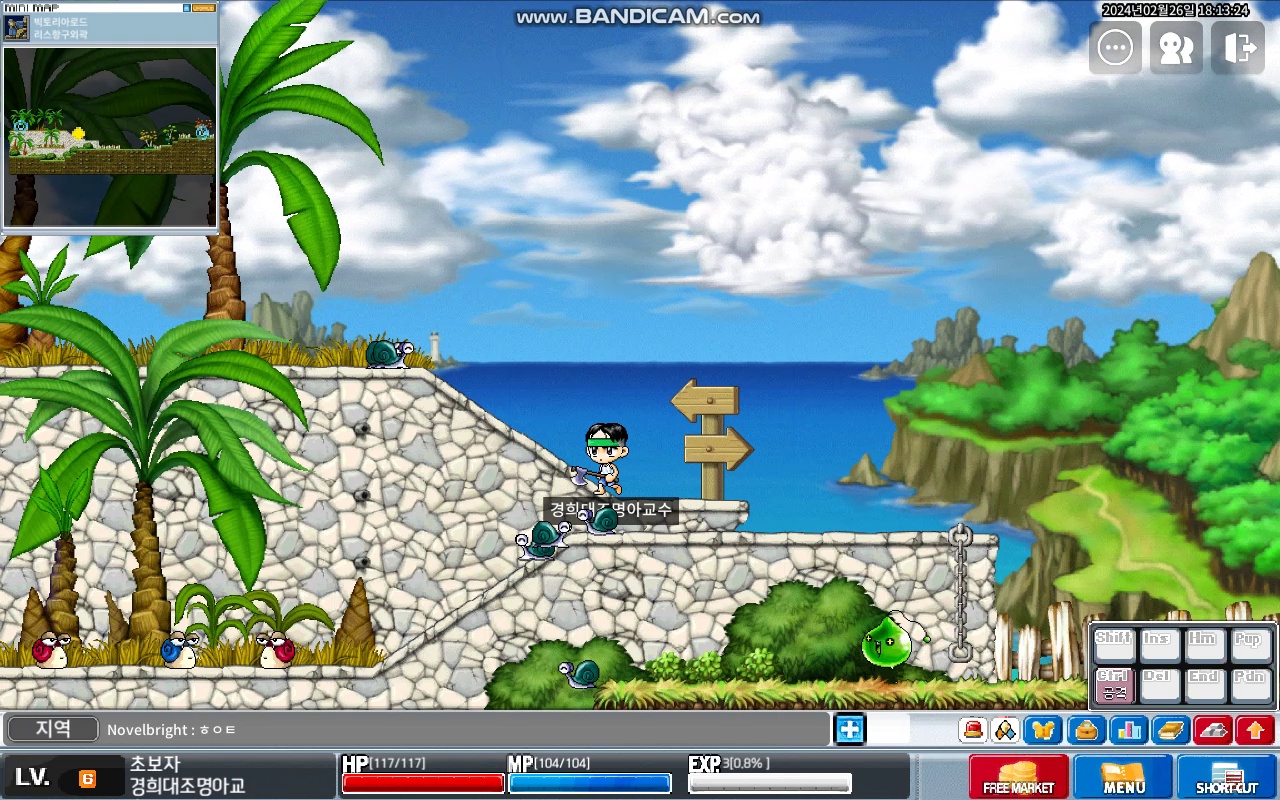 MINI MAP
WORLD
빅토리아로드
리스항구외곽
www.BANDICAM.com
2024년02월26일 18:13:24
경희대조명아교수
Shift Ins Hm Pup
Ctrl Del End Pdn
공격
지역 Novelbright : ㅎㅇㅌ
LV. 6
초보자
경희대조명아교
HP[117/117] MP[104/104] EXP. 3[0.8% ]
FREE MARKET MENU SHORT CUT